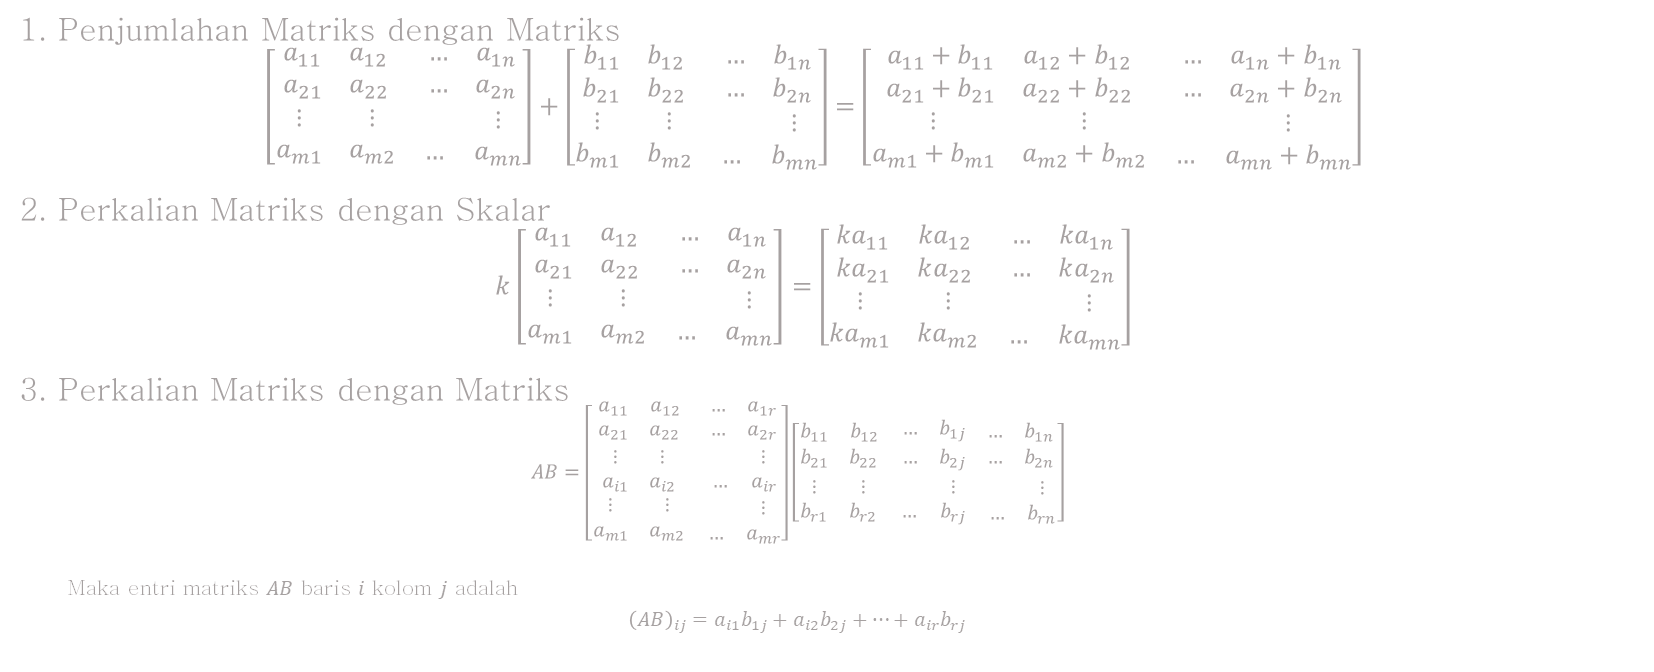 1. Penjumlahan Matriks dengan Matriks
[a11 a12 ... a1n] [b11 b12 ... b1n] [a11 + b11 a12 + b12 ... a1n + b1n]
[a21 a22 ... a2n] + [b21 b22 ... b2n] = [a21 + b21 a22 + b22 ... a2n + b2n]
⋮ ⋮ ⋮ ⋮ ⋮ ⋮ ⋮ ⋮ ⋮
[am1 am2 ... amn] [bm1 bm2 ... bmn] [am1 + bm1 am2 + bm2 ... amn + bmn]
2. Perkalian Matriks dengan Skalar
[a11 a12 ... a1n] [ka11 ka12 ... ka1n]
k [a21 a22 ... a2n] = [ka21 ka22 ... ka2n]
⋮ ⋮ ⋮ ⋮ ⋮ ⋮
[am1 am2 ... amn] [kam1 kam2 ... kamn]
3. Perkalian Matriks dengan Matriks
[a11 a12 ... a1r]
[a21 a22 ... a2r] [b11 b12 ... b1j ... b1n]
⋮ ⋮ ⋮ [b21 b22 ... b2j ... b2n]
AB = [ai1 ai2 ... air] ⋮ ⋮ ⋮ ⋮
⋮ ⋮ ⋮ [br1 br2 ... brj ... brn]
[am1 am2 ... amr]
Maka entri matriks AB baris i kolom j adalah
(AB)ij = ai1b1j + ai2b2j + ⋯ + airbrj